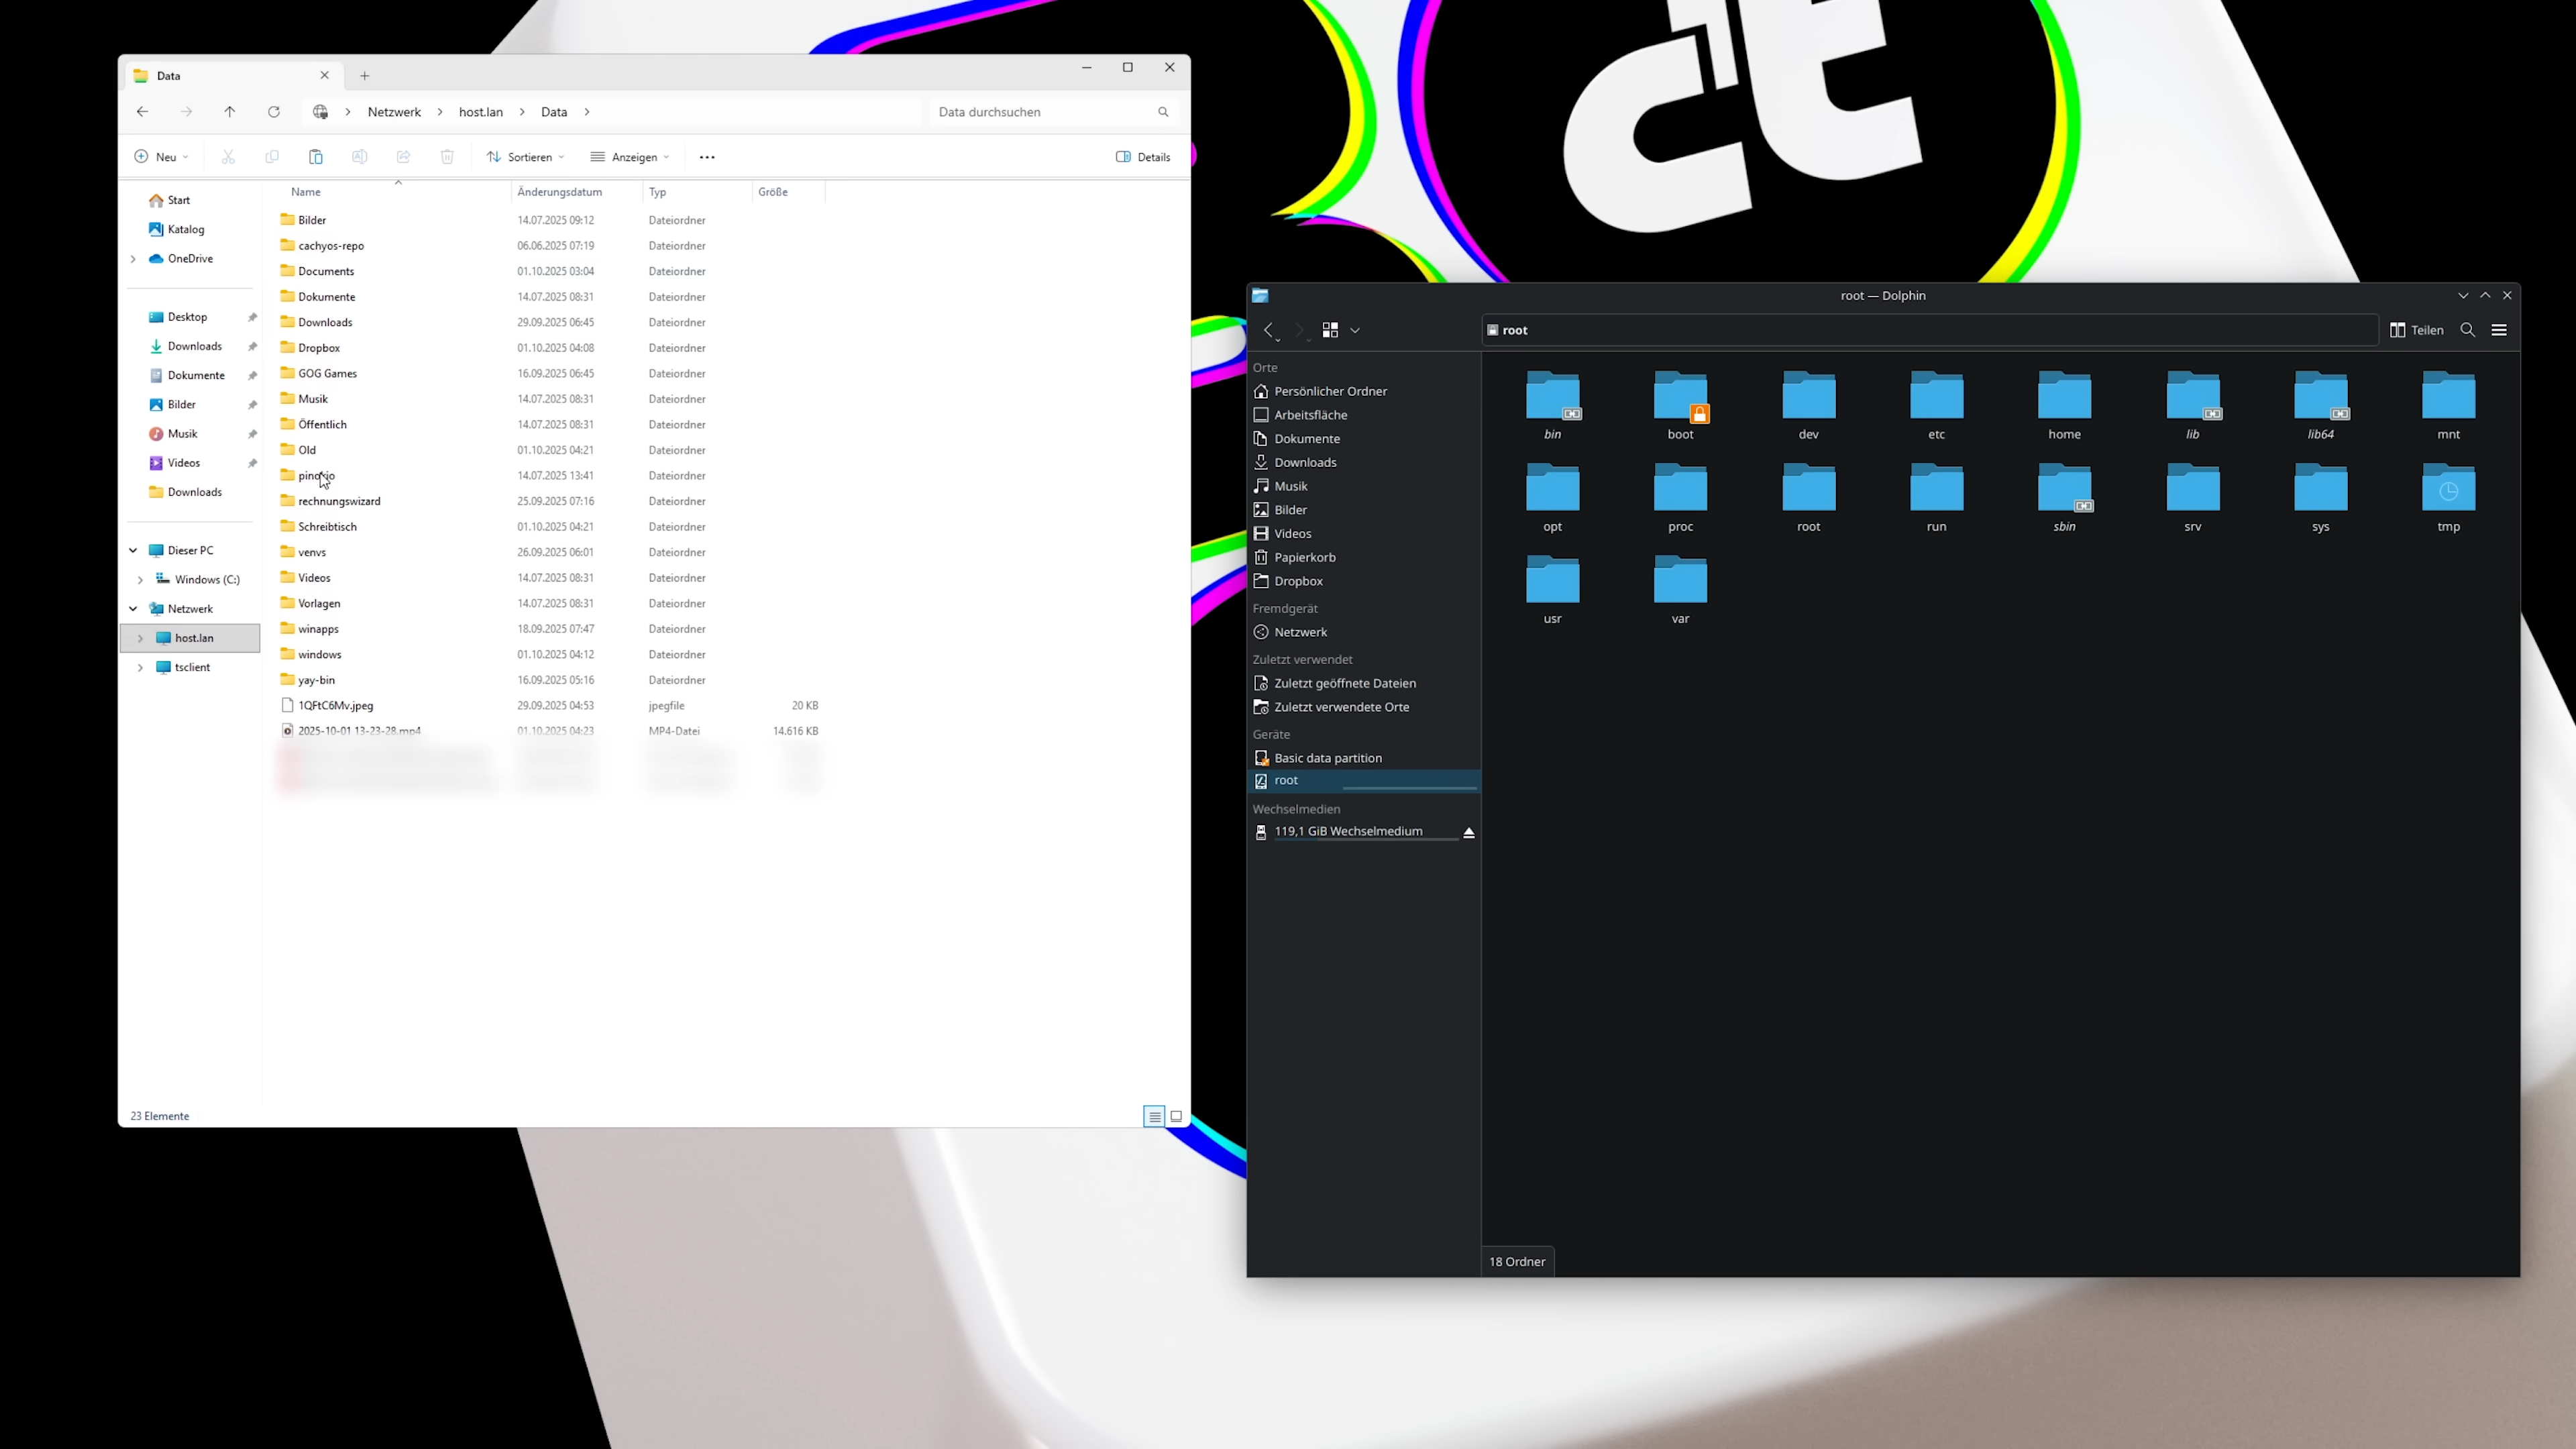 c't
Data
Netzwerk > host.lan > Data >
Data durchsuchen
Neu
Sortieren
Anzeigen
Details
Start
Katalog
OneDrive
Desktop
Downloads
Dokumente
Bilder
Musik
Videos
Downloads
Dieser PC
Windows (C:)
Netzwerk
host.lan
tsclient
Name Änderungsdatum Typ Größe
Bilder 14.07.2025 09:12 Dateiordner
cachyos-repo 06.06.2025 07:19 Dateiordner
Documents 01.10.2025 03:04 Dateiordner
Dokumente 14.07.2025 08:31 Dateiordner
Downloads 29.09.2025 06:45 Dateiordner
Dropbox 01.10.2025 04:08 Dateiordner
GOG Games 16.09.2025 06:45 Dateiordner
Musik 14.07.2025 08:31 Dateiordner
Öffentlich 14.07.2025 08:31 Dateiordner
Old 01.10.2025 04:21 Dateiordner
14.07.2025 13:41 Dateiordner
rechnungswizard 25.09.2025 07:16 Dateiordner
Schreibtisch 01.10.2025 04:21 Dateiordner
venvs 26.09.2025 06:01 Dateiordner
Videos 14.07.2025 08:31 Dateiordner
Vorlagen 14.07.2025 08:31 Dateiordner
winapps 18.09.2025 07:47 Dateiordner
windows 01.10.2025 04:12 Dateiordner
yay-bin 16.09.2025 05:16 Dateiordner
1QFtC6Mv.jpeg 29.09.2025 04:53 jpegfile 20 KB
2025-10-01 13-23-28.mp4 01.10.2025 04:23 MP4-Datei 14.616 KB
23 Elemente
root — Dolphin
root
Teilen
Orte
Persönlicher Ordner
Arbeitsfläche
Dokumente
Downloads
Musik
Bilder
Videos
Papierkorb
Dropbox
Fremdgerät
Netzwerk
Zuletzt verwendet
Zuletzt geöffnete Dateien
Zuletzt verwendete Orte
Geräte
Basic data partition
root
Wechselmedien
119,1 GiB Wechselmedium
bin boot dev etc home lib lib64 mnt
opt proc root run sbin srv sys tmp
usr var
18 Ordner